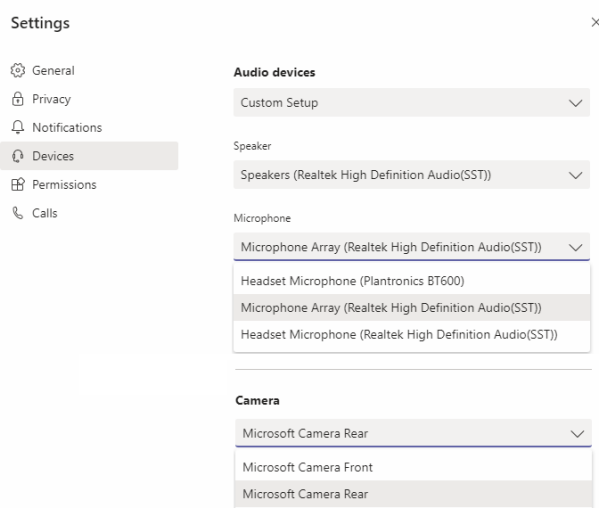 Settings
General
Privacy
Notifications
Devices
Permissions
Calls
Audio devices
Custom Setup
Speaker
Speakers (Realtek High Definition Audio(SST))
Microphone
Microphone Array (Realtek High Definition Audio(SST))
Headset Microphone (Plantronics BT600)
Microphone Array (Realtek High Definition Audio(SST))
Headset Microphone (Realtek High Definition Audio(SST))
Camera
Microsoft Camera Rear
Microsoft Camera Front
Microsoft Camera Rear